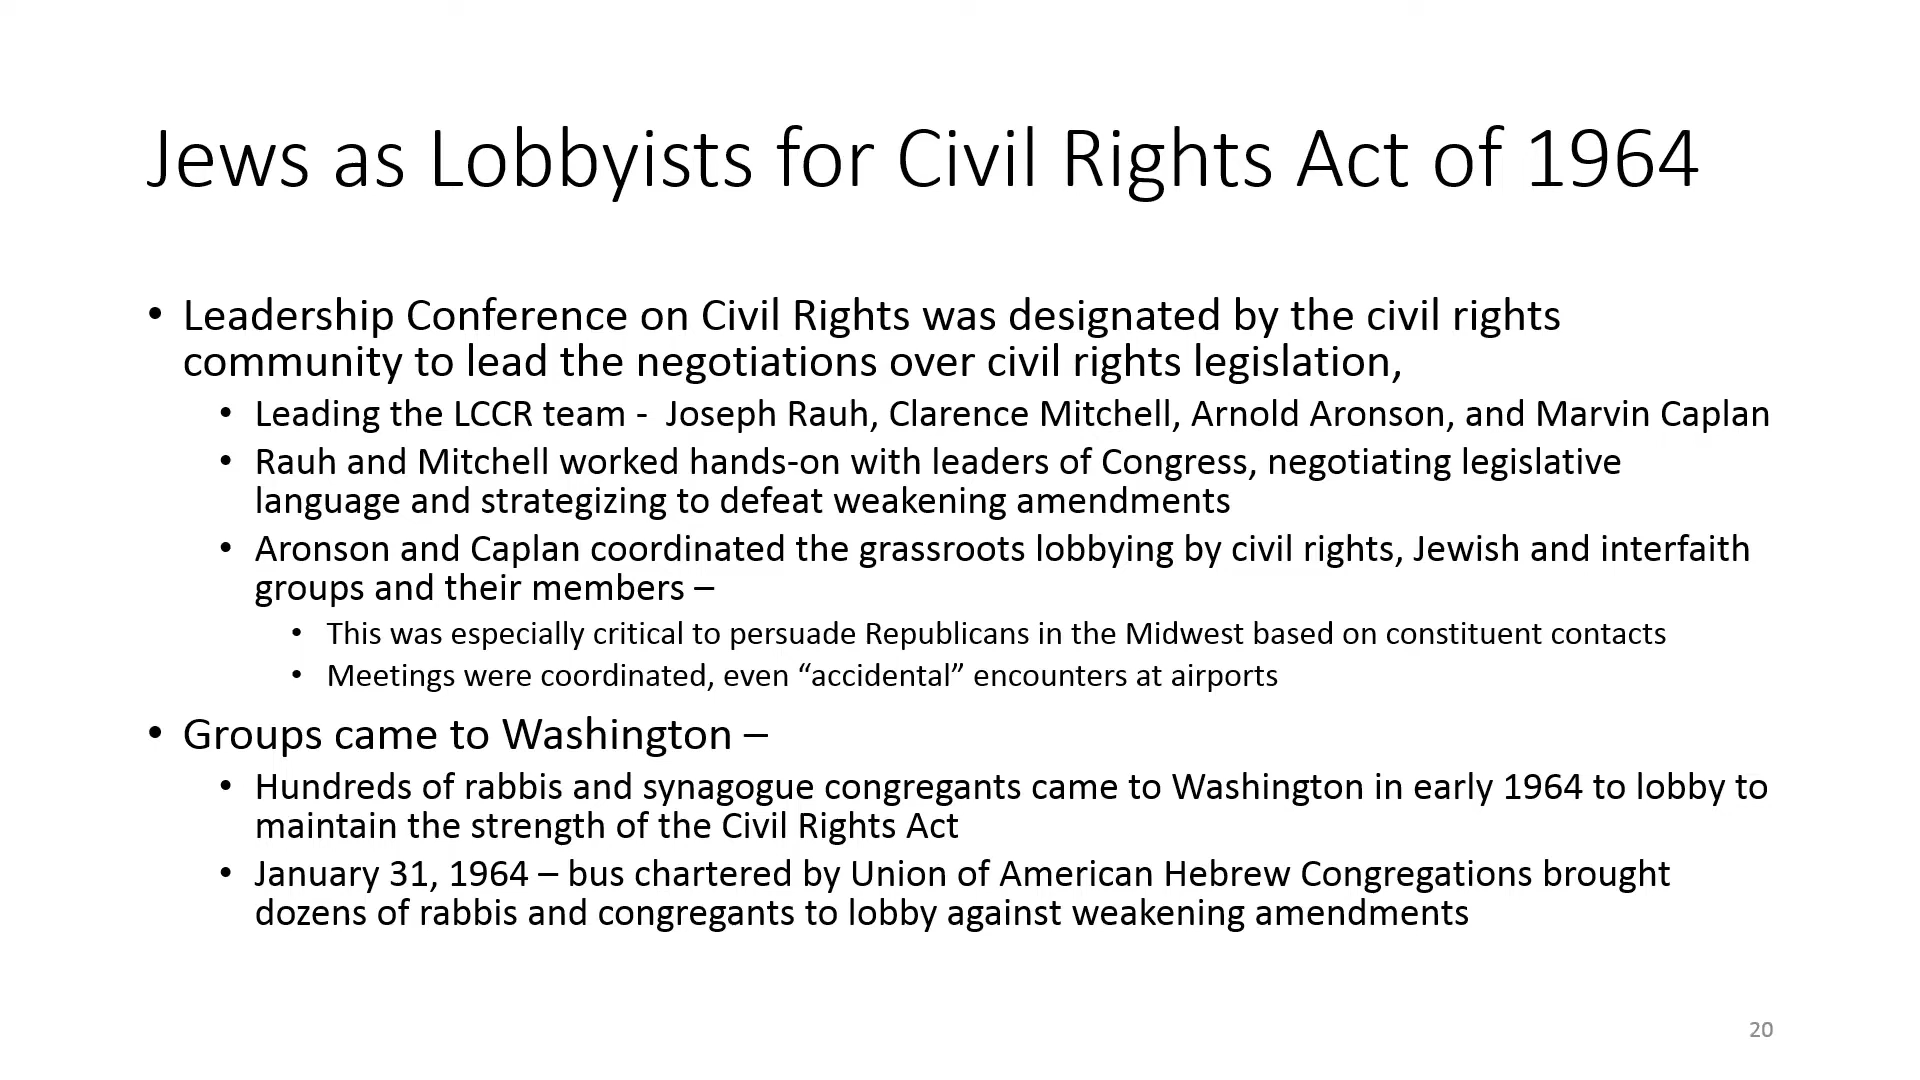 Jews as Lobbyists for Civil Rights Act of 1964
• Leadership Conference on Civil Rights was designated by the civil rights
community to lead the negotiations over civil rights legislation,
• Leading the LCCR team -  Joseph Rauh, Clarence Mitchell, Arnold Aronson, and Marvin Caplan
• Rauh and Mitchell worked hands-on with leaders of Congress, negotiating legislative
language and strategizing to defeat weakening amendments
• Aronson and Caplan coordinated the grassroots lobbying by civil rights, Jewish and interfaith
groups and their members –
• This was especially critical to persuade Republicans in the Midwest based on constituent contacts
• Meetings were coordinated, even “accidental” encounters at airports
• Groups came to Washington –
• Hundreds of rabbis and synagogue congregants came to Washington in early 1964 to lobby to
maintain the strength of the Civil Rights Act
• January 31, 1964 – bus chartered by Union of American Hebrew Congregations brought
dozens of rabbis and congregants to lobby against weakening amendments
20